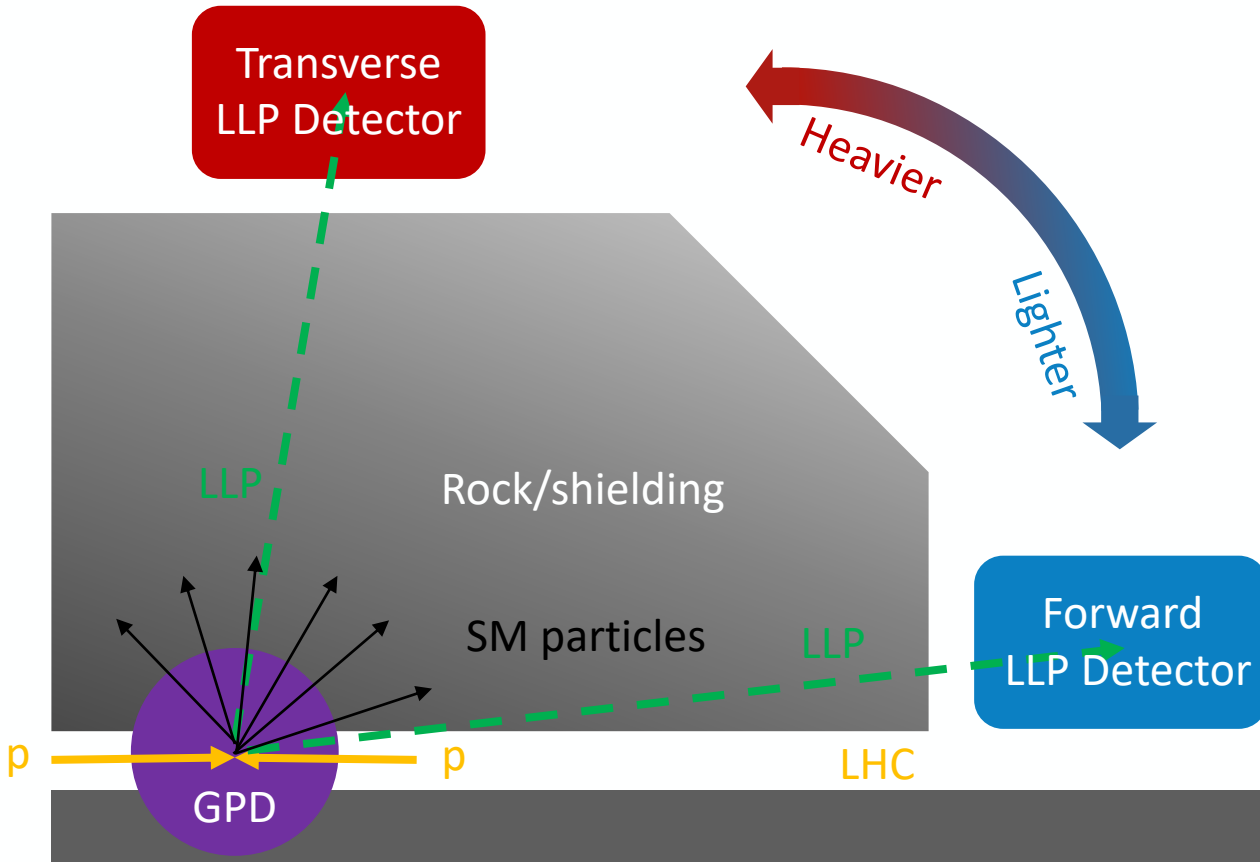 Transverse
LLP Detector
Heavier
Lighter
LLP
Rock/shielding
SM particles
LLP
Forward
LLP Detector
p
p
LHC
GPD